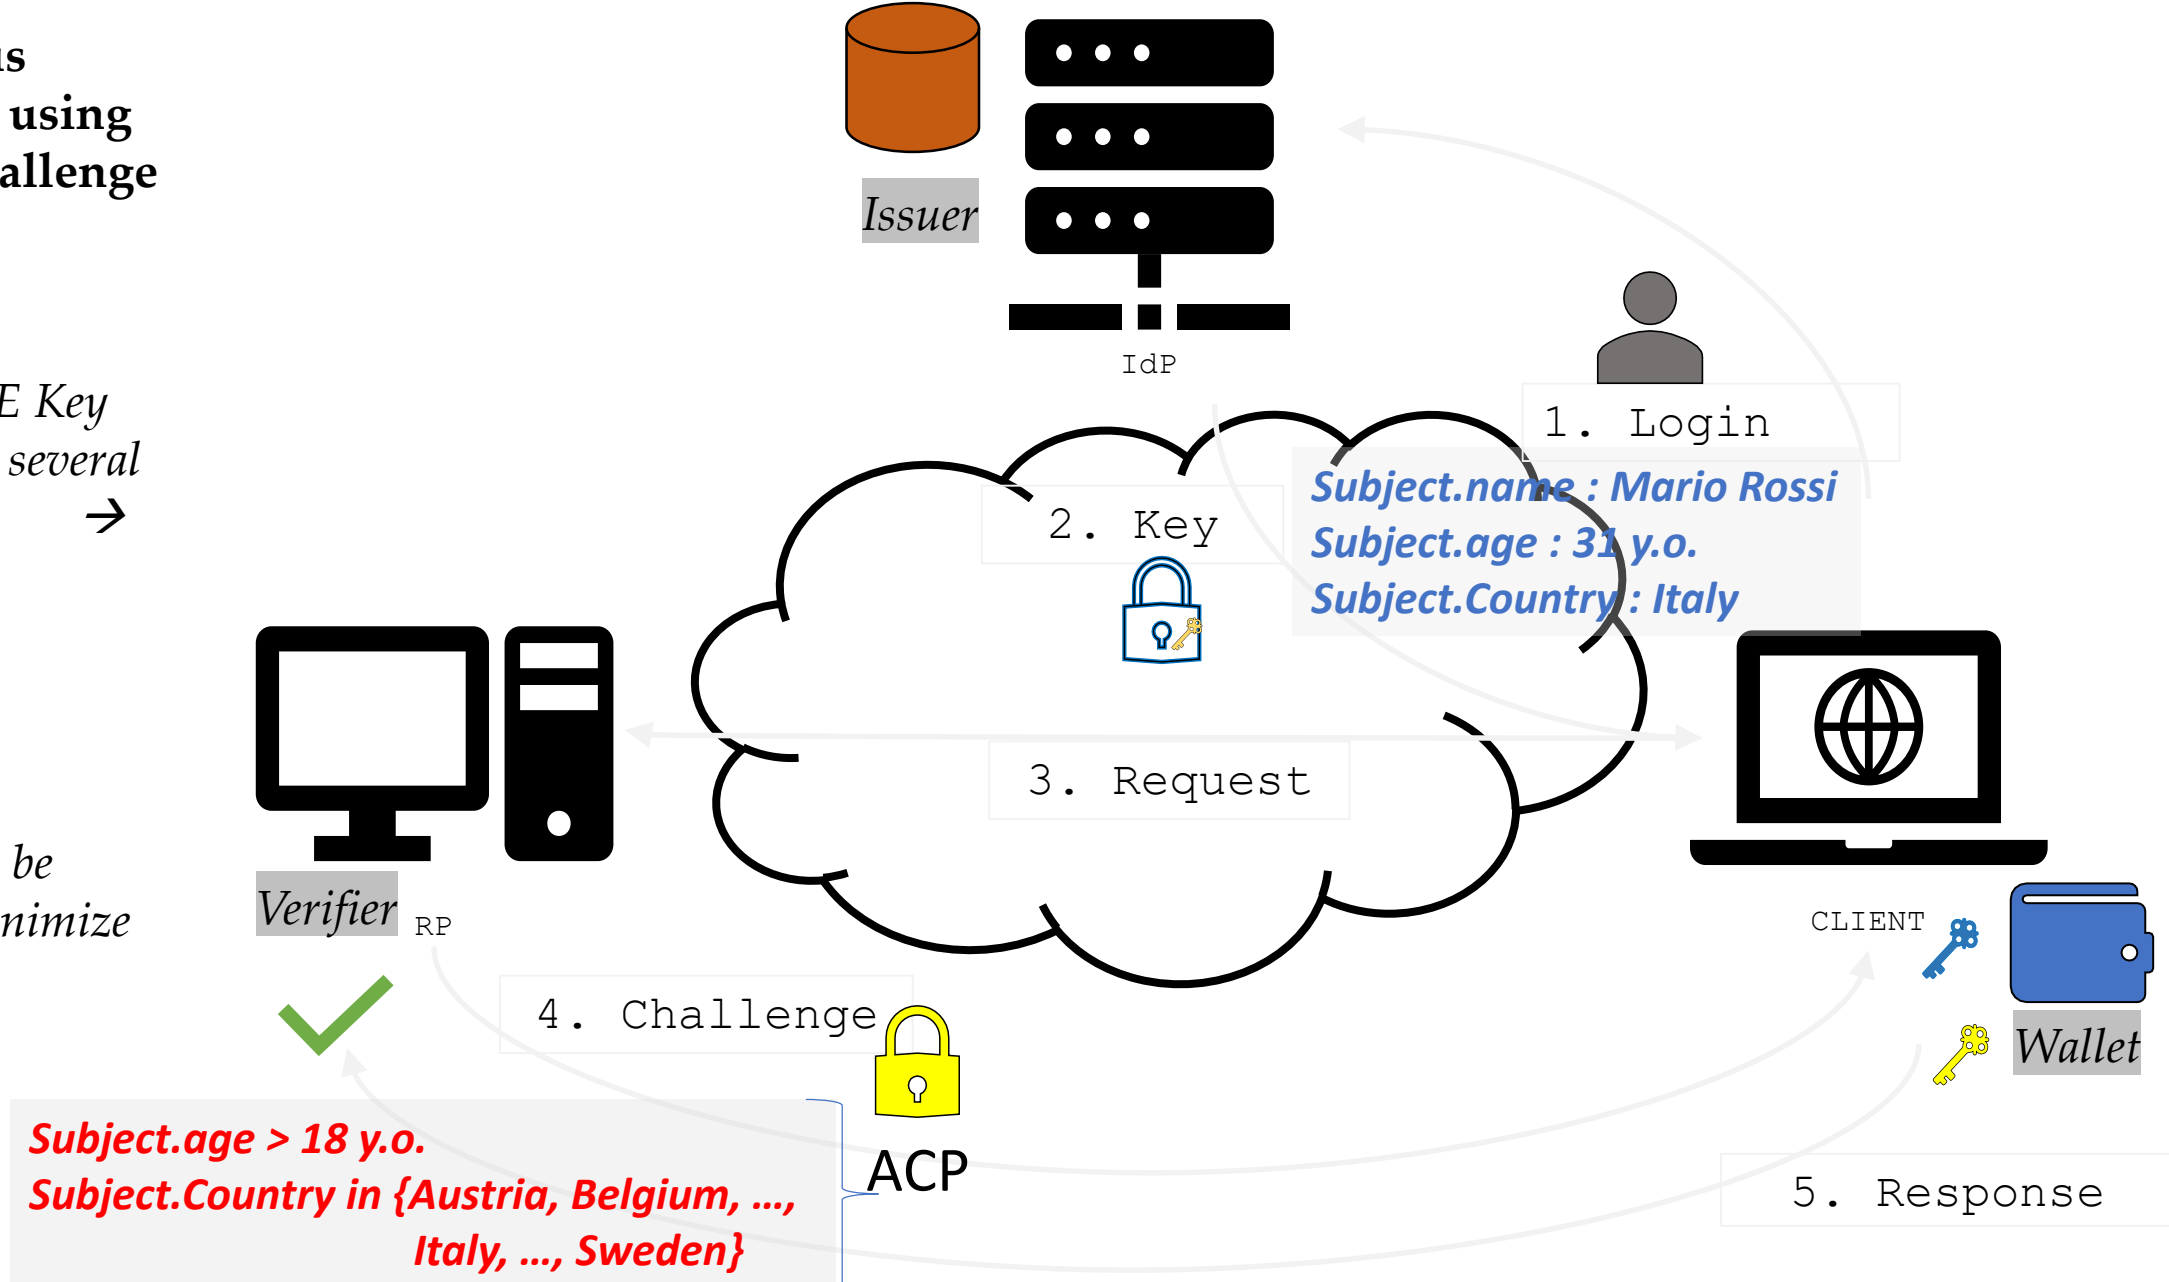 using
Issuer
IdP
E Key
several
→
1. Login
Subject.name : Mario Rossi
Subject.age : 31 y.o.
Subject.Country : Italy
2. Key
3. Request
be
Verifier
RP
CLIENT
Wallet
4. Challenge
ACP
Subject.age > 18 y.o.
Subject.Country in {Austria, Belgium, ...,
Italy, ..., Sweden}
5. Response